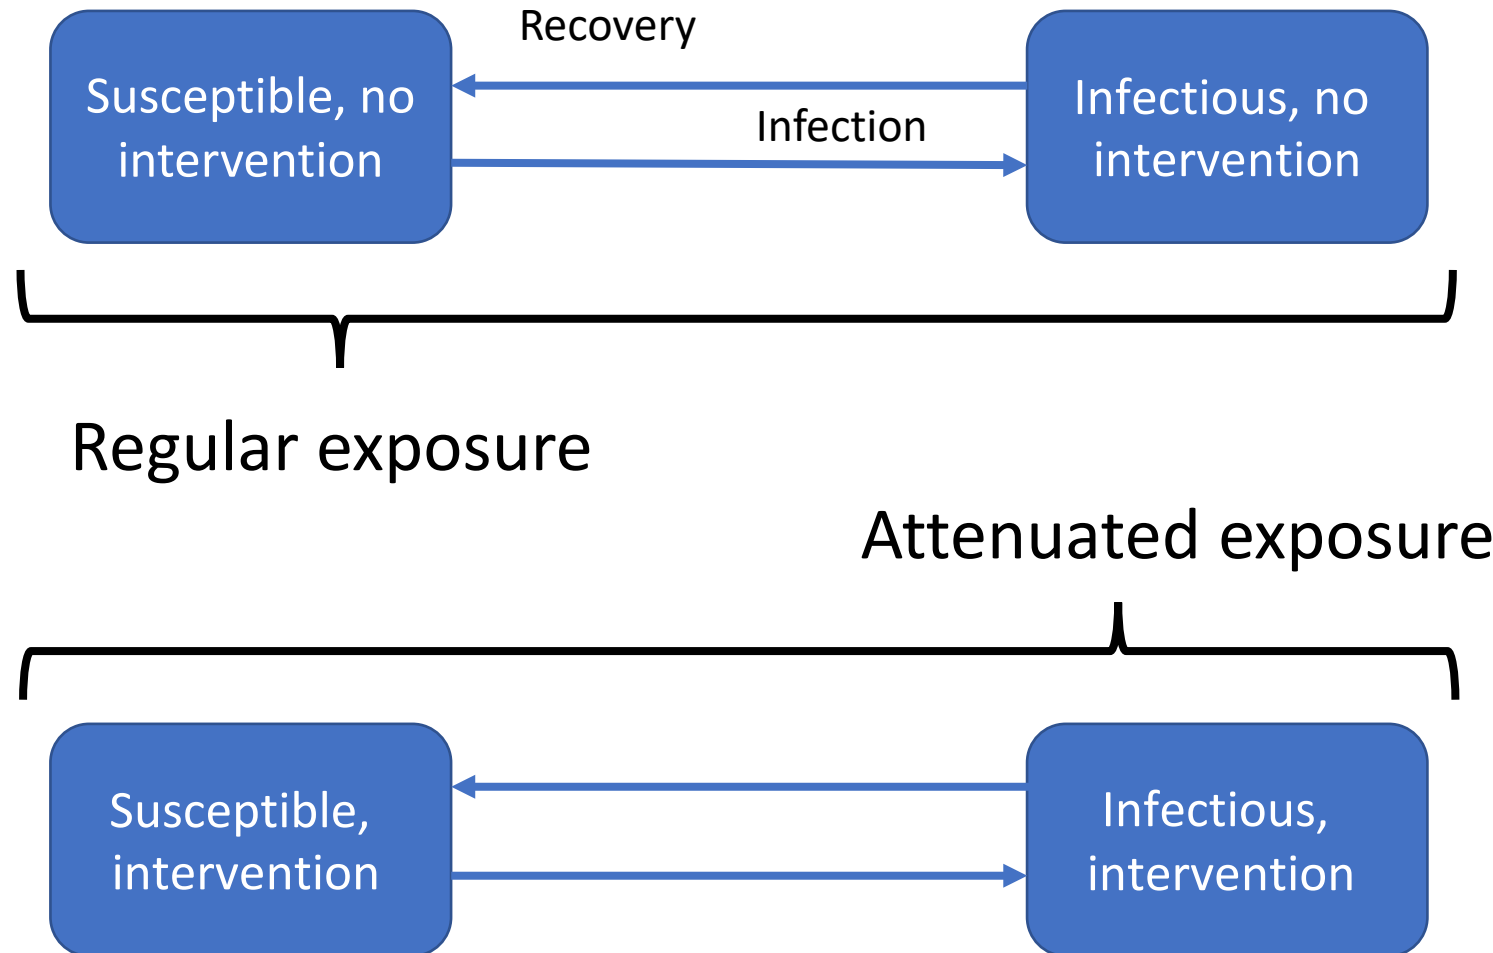 Recovery
Susceptible, no
intervention
Infection
Infectious, no
intervention
Regular exposure
Attenuated exposure
Susceptible,
intervention
Infectious,
intervention